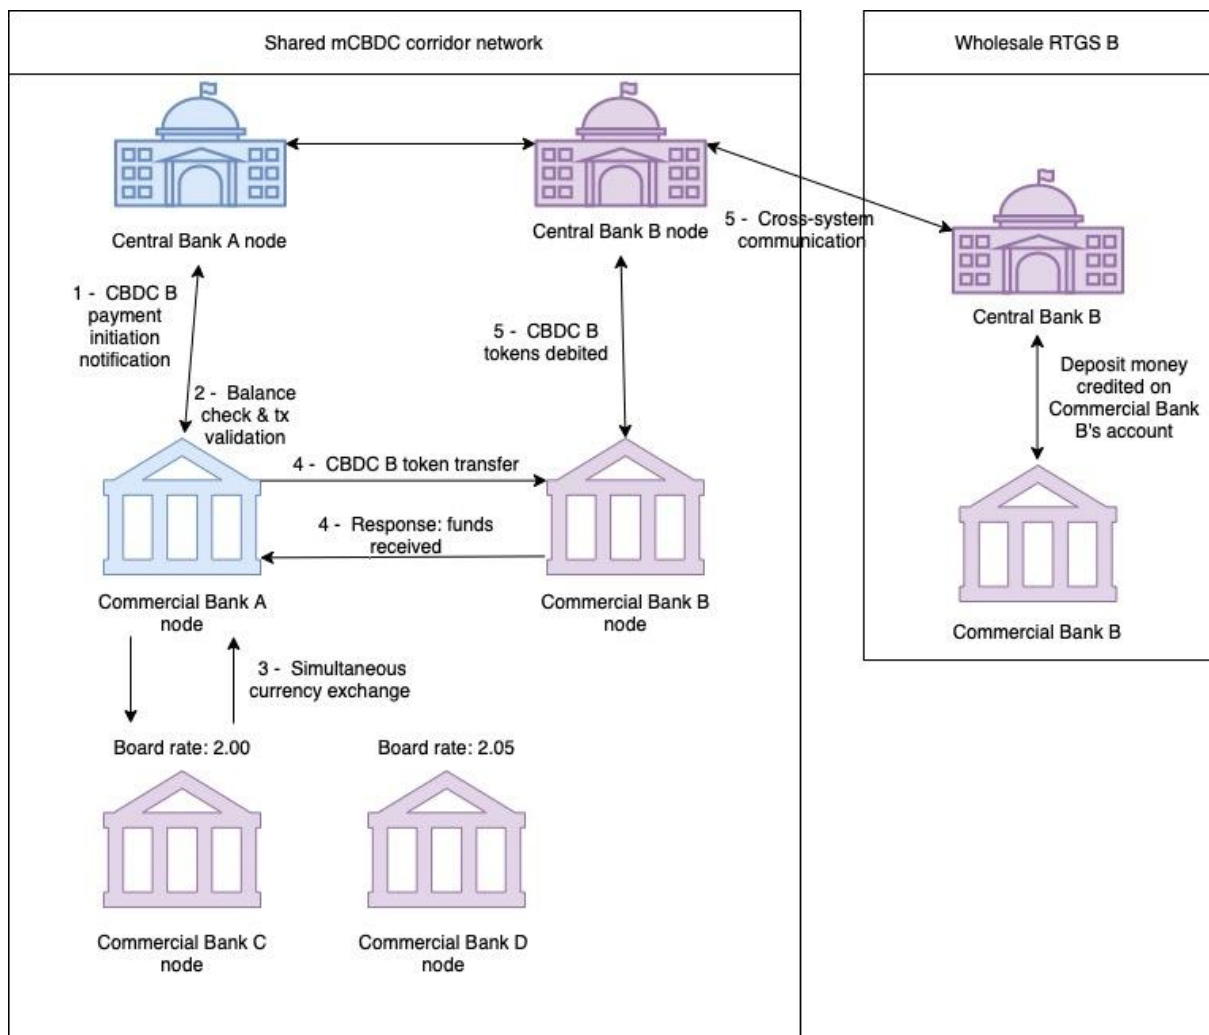 Shared mCBDC corridor network
Wholesale RTGS B
Central Bank A node
Central Bank B node
5 - Cross-system
communication
Central Bank B
1 - CBDC B
payment
initiation
notification
2 - Balance
check & tx
validation
5 - CBDC B
tokens debited
Deposit money
credited on
Commercial Bank
B's account
4 - CBDC B token transfer
4 - Response: funds
received
Commercial Bank A
node
Commercial Bank B
node
Commercial Bank B
3 - Simultaneous
currency exchange
Board rate: 2.00
Board rate: 2.05
Commercial Bank C
node
Commercial Bank D
node